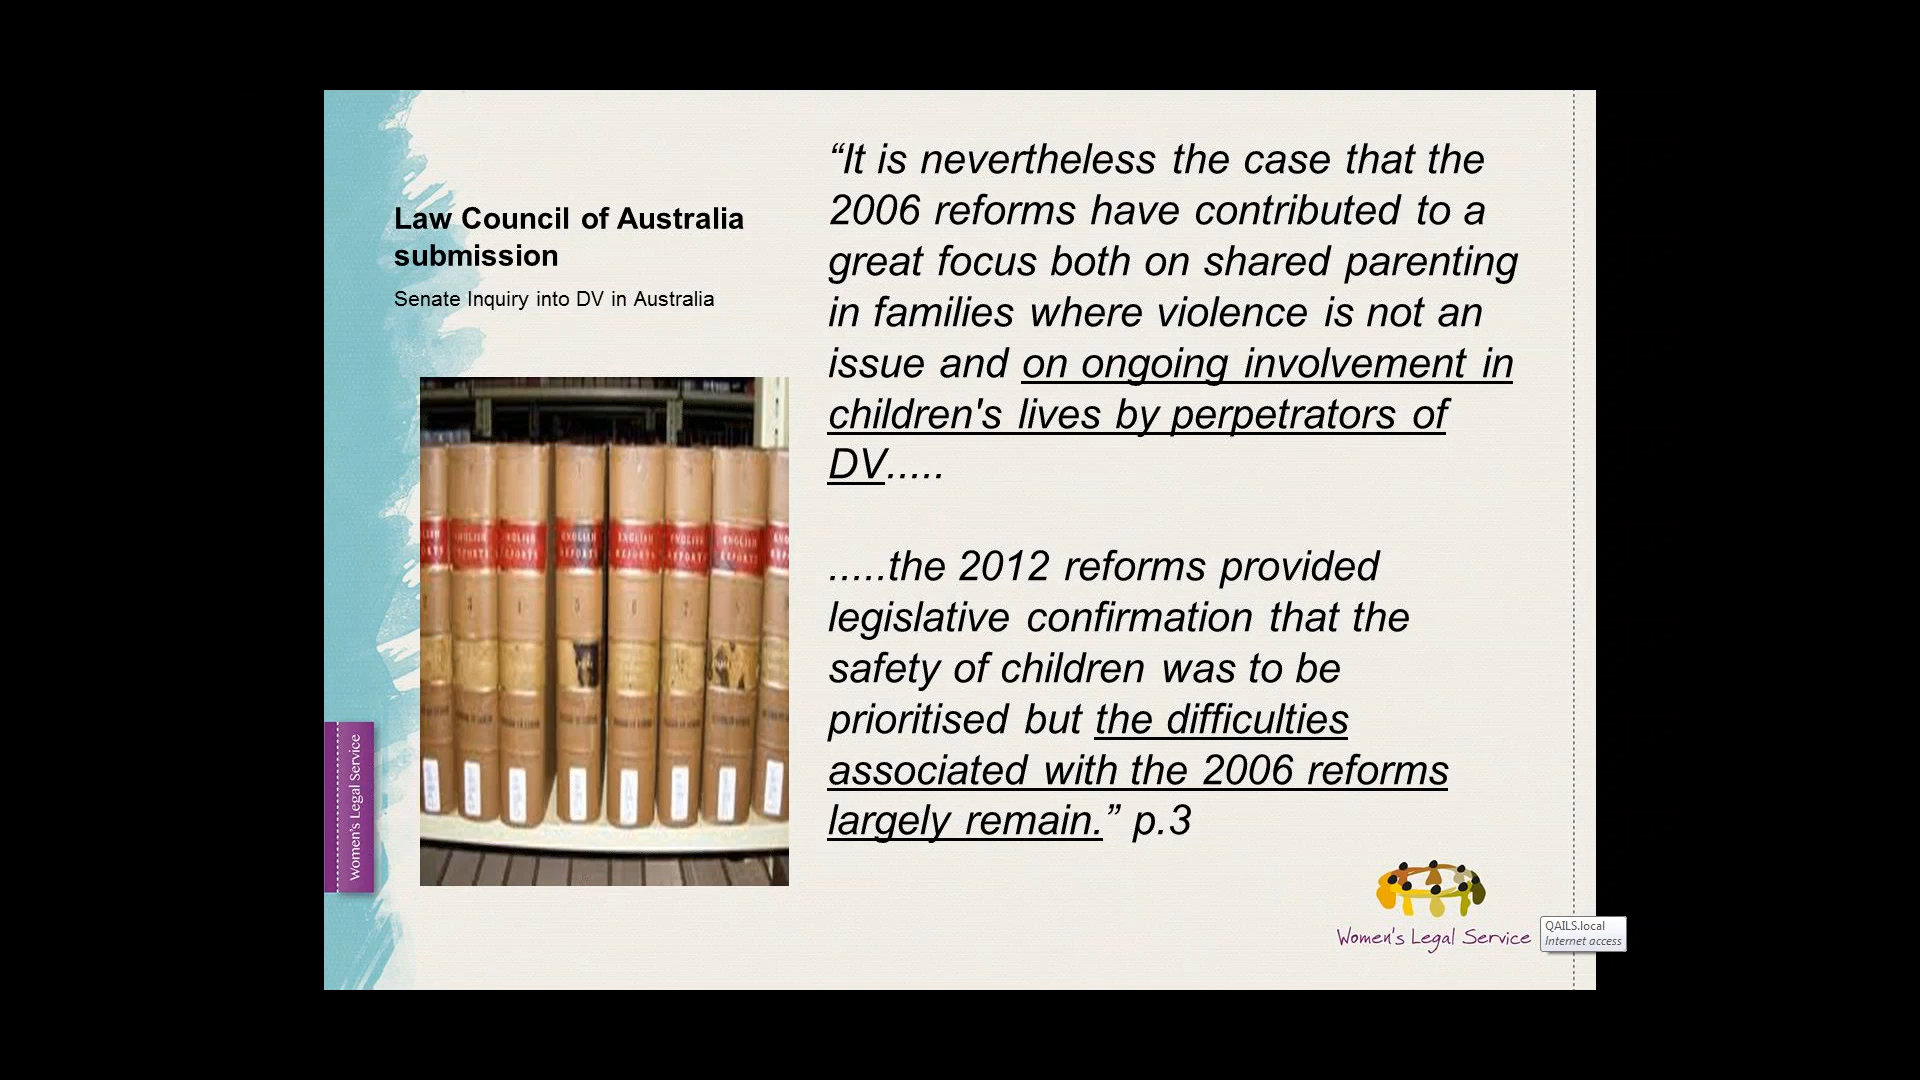 Law Council of Australia
submission
Senate Inquiry into DV in Australia
“It is nevertheless the case that the
2006 reforms have contributed to a
great focus both on shared parenting
in families where violence is not an
issue and on ongoing involvement in
children's lives by perpetrators of
DV.....
.....the 2012 reforms provided
legislative confirmation that the
safety of children was to be
prioritised but the difficulties
associated with the 2006 reforms
largely remain.” p.3
ENGLISH
REPORTS
Women's Legal Service
Women's Legal Service
QAILS.local
Internet access